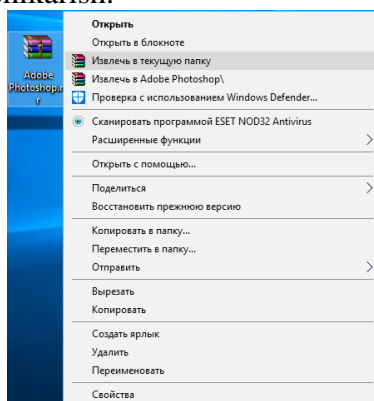 Adobe
Photoshop.r
r
Открыть
Открыть в блокноте
Извлечь в текущую папку
Извлечь в Adobe Photoshop\
Проверка с использованием Windows Defender...
Сканировать программой ESET NOD32 Antivirus
Расширенные функции
Открыть с помощью...
Поделиться
Восстановить прежнюю версию
Копировать в папку...
Переместить в папку...
Отправить
Вырезать
Копировать
Создать ярлык
Удалить
Переименовать
Свойства